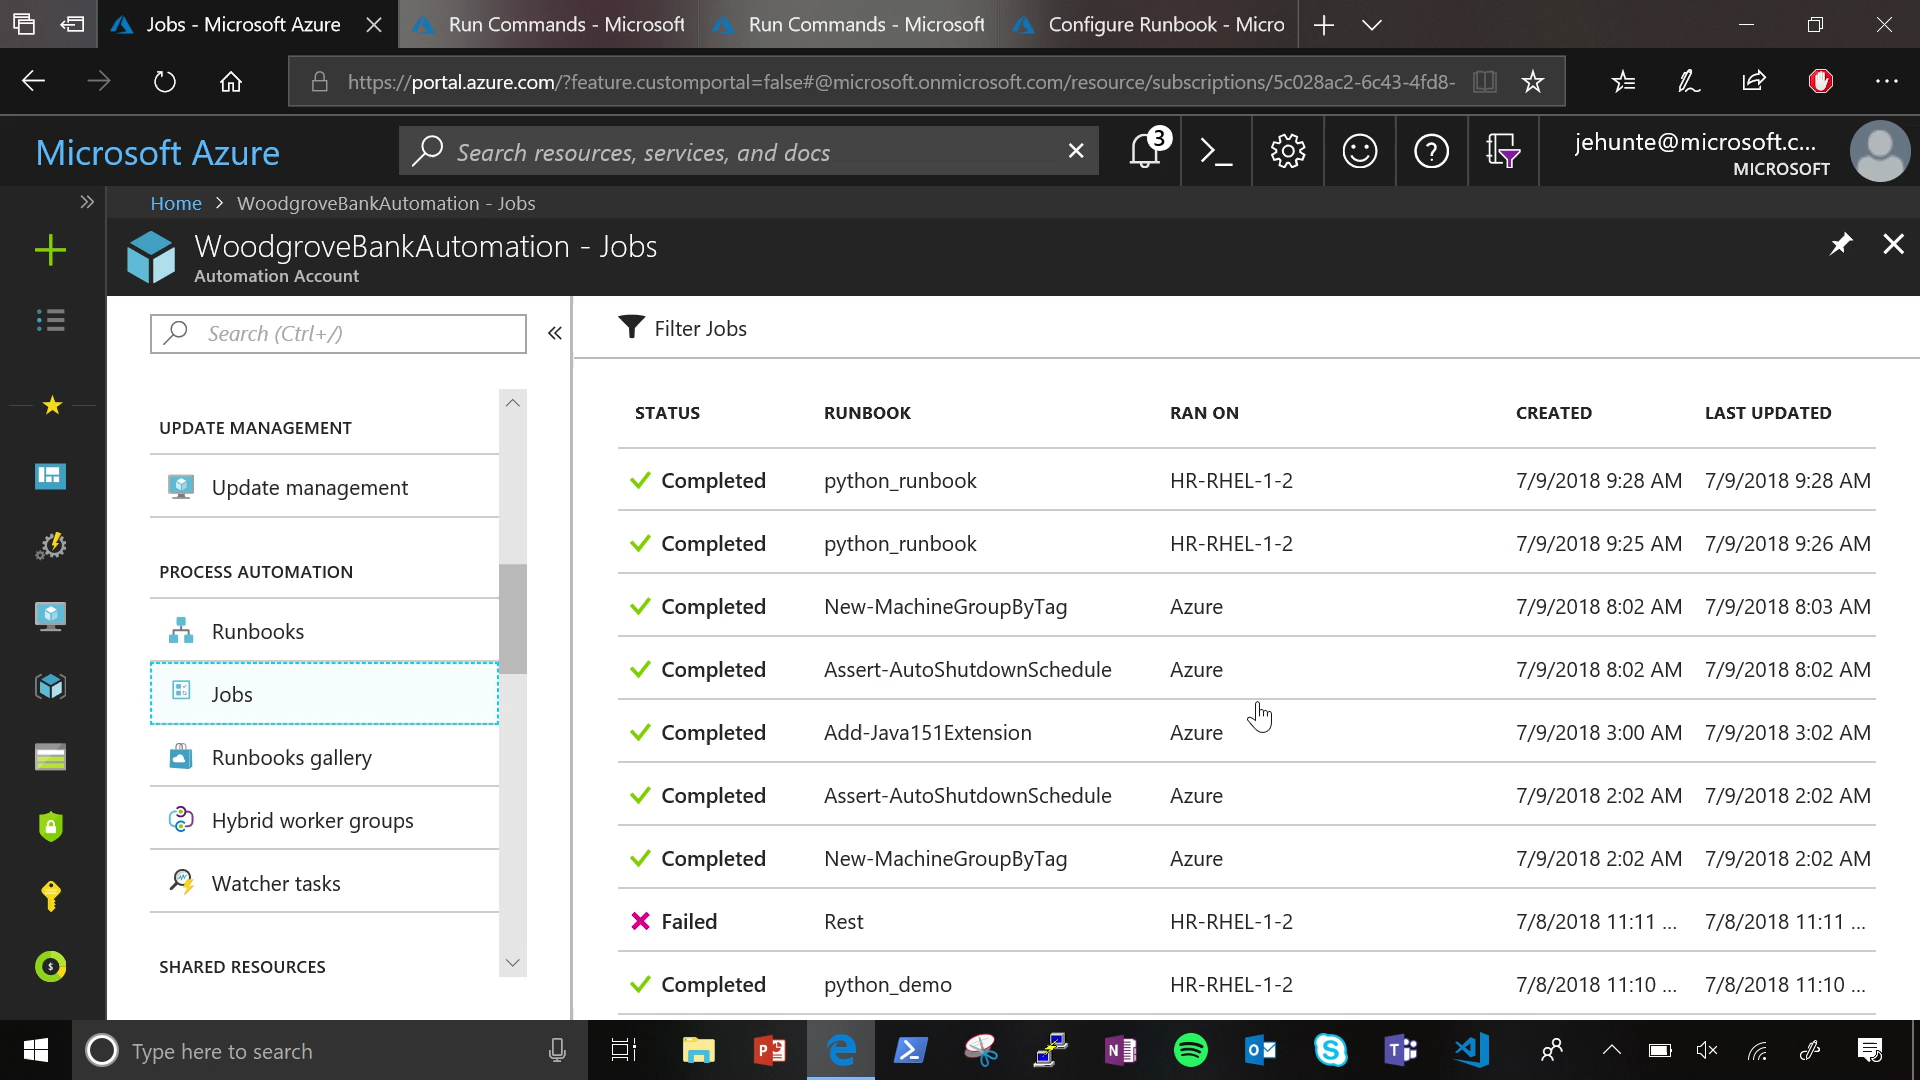 Jobs - Microsoft Azure
Run Commands - Microsoft
Run Commands - Microsoft
Configure Runbook - Micro
https://portal.azure.com/?feature.customportal=false#@microsoft.onmicrosoft.com/resource/subscriptions/5c028ac2-6c43-4fd8-
Microsoft Azure
Search resources, services, and docs
3
jehunte@microsoft.c...
MICROSOFT
Home > WoodgroveBankAutomation - Jobs
WoodgroveBankAutomation - Jobs
Automation Account
Search (Ctrl+/)
Filter Jobs
UPDATE MANAGEMENT
Update management
PROCESS AUTOMATION
Runbooks
Jobs
Runbooks gallery
Hybrid worker groups
Watcher tasks
SHARED RESOURCES
STATUS RUNBOOK RAN ON CREATED LAST UPDATED
Completed python_runbook HR-RHEL-1-2 7/9/2018 9:28 AM 7/9/2018 9:28 AM
Completed python_runbook HR-RHEL-1-2 7/9/2018 9:25 AM 7/9/2018 9:26 AM
Completed New-MachineGroupByTag Azure 7/9/2018 8:02 AM 7/9/2018 8:03 AM
Completed Assert-AutoShutdownSchedule Azure 7/9/2018 8:02 AM 7/9/2018 8:02 AM
Completed Add-Java151Extension Azure 7/9/2018 3:00 AM 7/9/2018 3:02 AM
Completed Assert-AutoShutdownSchedule Azure 7/9/2018 2:02 AM 7/9/2018 2:02 AM
Completed New-MachineGroupByTag Azure 7/9/2018 2:02 AM 7/9/2018 2:02 AM
Failed Rest HR-RHEL-1-2 7/8/2018 11:11 ... 7/8/2018 11:11 ...
Completed python_demo HR-RHEL-1-2 7/8/2018 11:10 ... 7/8/2018 11:10 ...
Type here to search